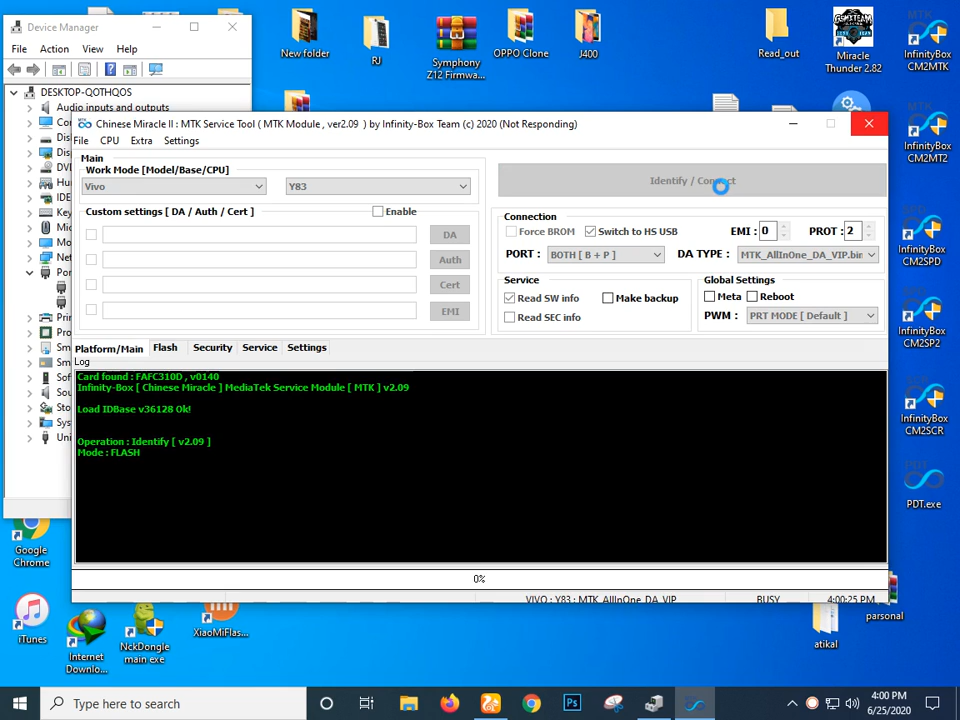 Device Manager
File Action View Help
DESKTOP-QOTHQOS
Audio inputs and outputs
New folder
RJ
Symphony
Z12 Firmwa...
OPPO Clone
J400
Read_out
Miracle
Thunder 2.82
InfinityBox
CM2MTK
InfinityBox
CM2MT2
InfinityBox
CM2SPD
InfinityBox
CM2SP2
InfinityBox
CM2SCR
PDT.exe
Chinese Miracle II : MTK Service Tool ( MTK Module , ver2.09 ) by Infinity-Box Team (c) 2020 (Not Responding)
File CPU Extra Settings
Main
Work Mode [Model/Base/CPU]
Vivo Y83
Custom settings [ DA / Auth / Cert ] Enable
DA
Auth
Cert
EMI
Identify / Connect
Connection
Force BROM Switch to HS USB EMI : 0 PROT : 2
PORT : BOTH [ B + P ] DA TYPE : MTK_AllInOne_DA_VIP.bin
Service
Read SW info Make backup
Read SEC info
Global Settings
Meta Reboot
PWM : PRT MODE [ Default ]
Platform/Main Flash Security Service Settings
Log
Card found : FAFC310D , v0140
Infinity-Box [ Chinese Miracle ] MediaTek Service Module [ MTK ] v2.09
Load IDBase v36128 Ok!
Operation : Identify [ v2.09 ]
Mode : FLASH
0%
VIVO : Y83 : MTK_AllInOne_DA_VIP BUSY 4:00:25 PM
Google
Chrome
iTunes
Internet
Downlo...
NckDongle
main exe
XiaoMiFlas...
atikal
parsonal
Type here to search
4:00 PM
6/25/2020